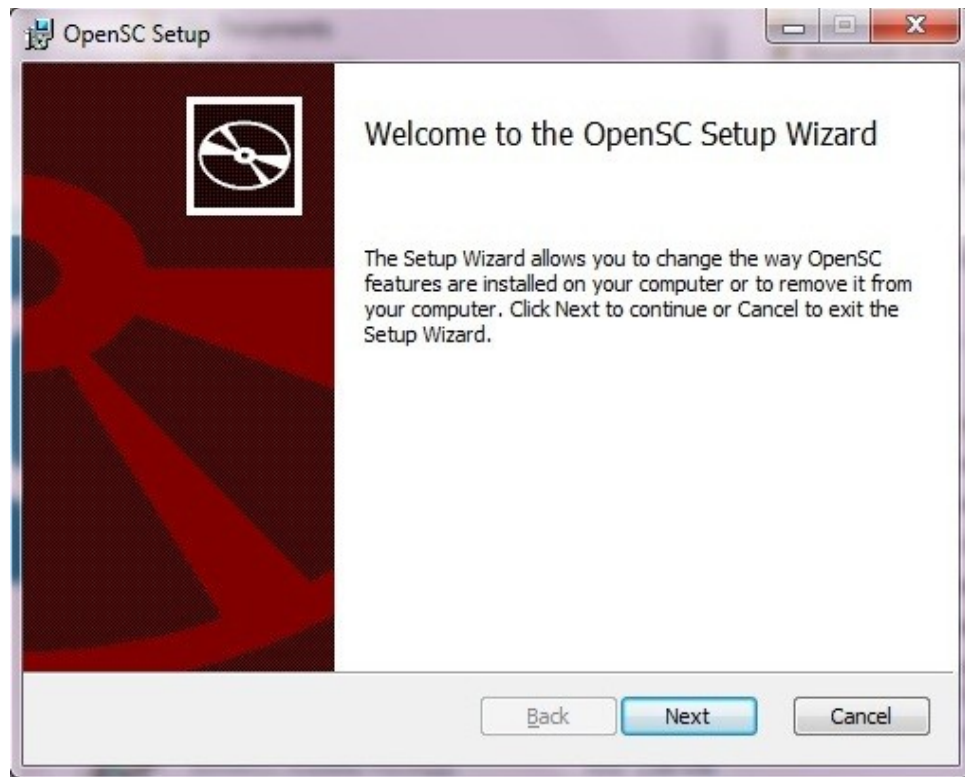 OpenSC Setup
Welcome to the OpenSC Setup Wizard
The Setup Wizard allows you to change the way OpenSC
features are installed on your computer or to remove it from
your computer. Click Next to continue or Cancel to exit the
Setup Wizard.
Back Next Cancel